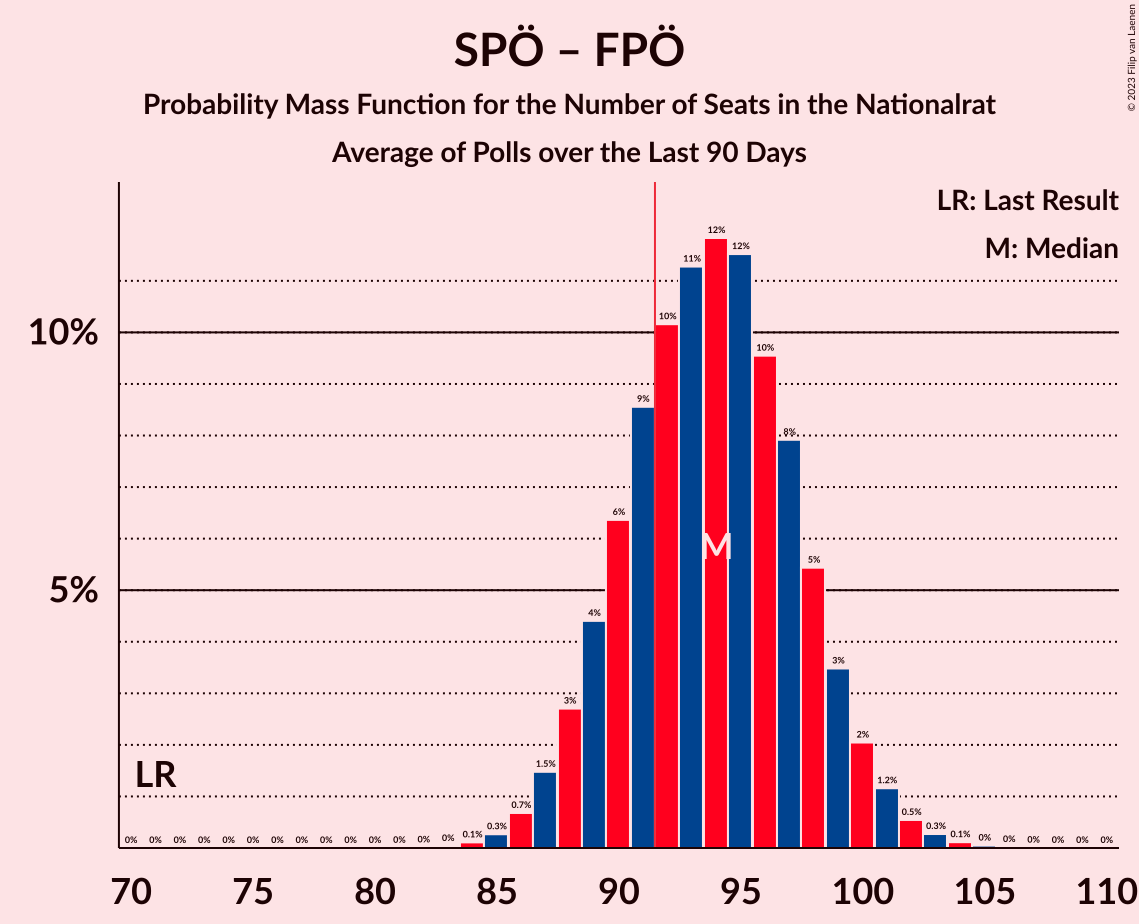 SPÖ – FPÖ
Probability Mass Function for the Number of Seats in the Nationalrat
Average of Polls over the Last 90 Days
© 2023 Filip van Laenen
LR: Last Result
M: Median
10%
5%
LR
M
0% 0% 0% 0% 0% 0% 0% 0% 0% 0% 0% 0% 0% 0% 0.1% 0.3% 0.7% 1.5% 3% 4% 6% 9% 10% 11% 12% 12% 10% 8% 5% 3% 2% 1.2% 0.5% 0.3% 0.1% 0% 0% 0% 0% 0% 0%
70 75 80 85 90 95 100 105 110